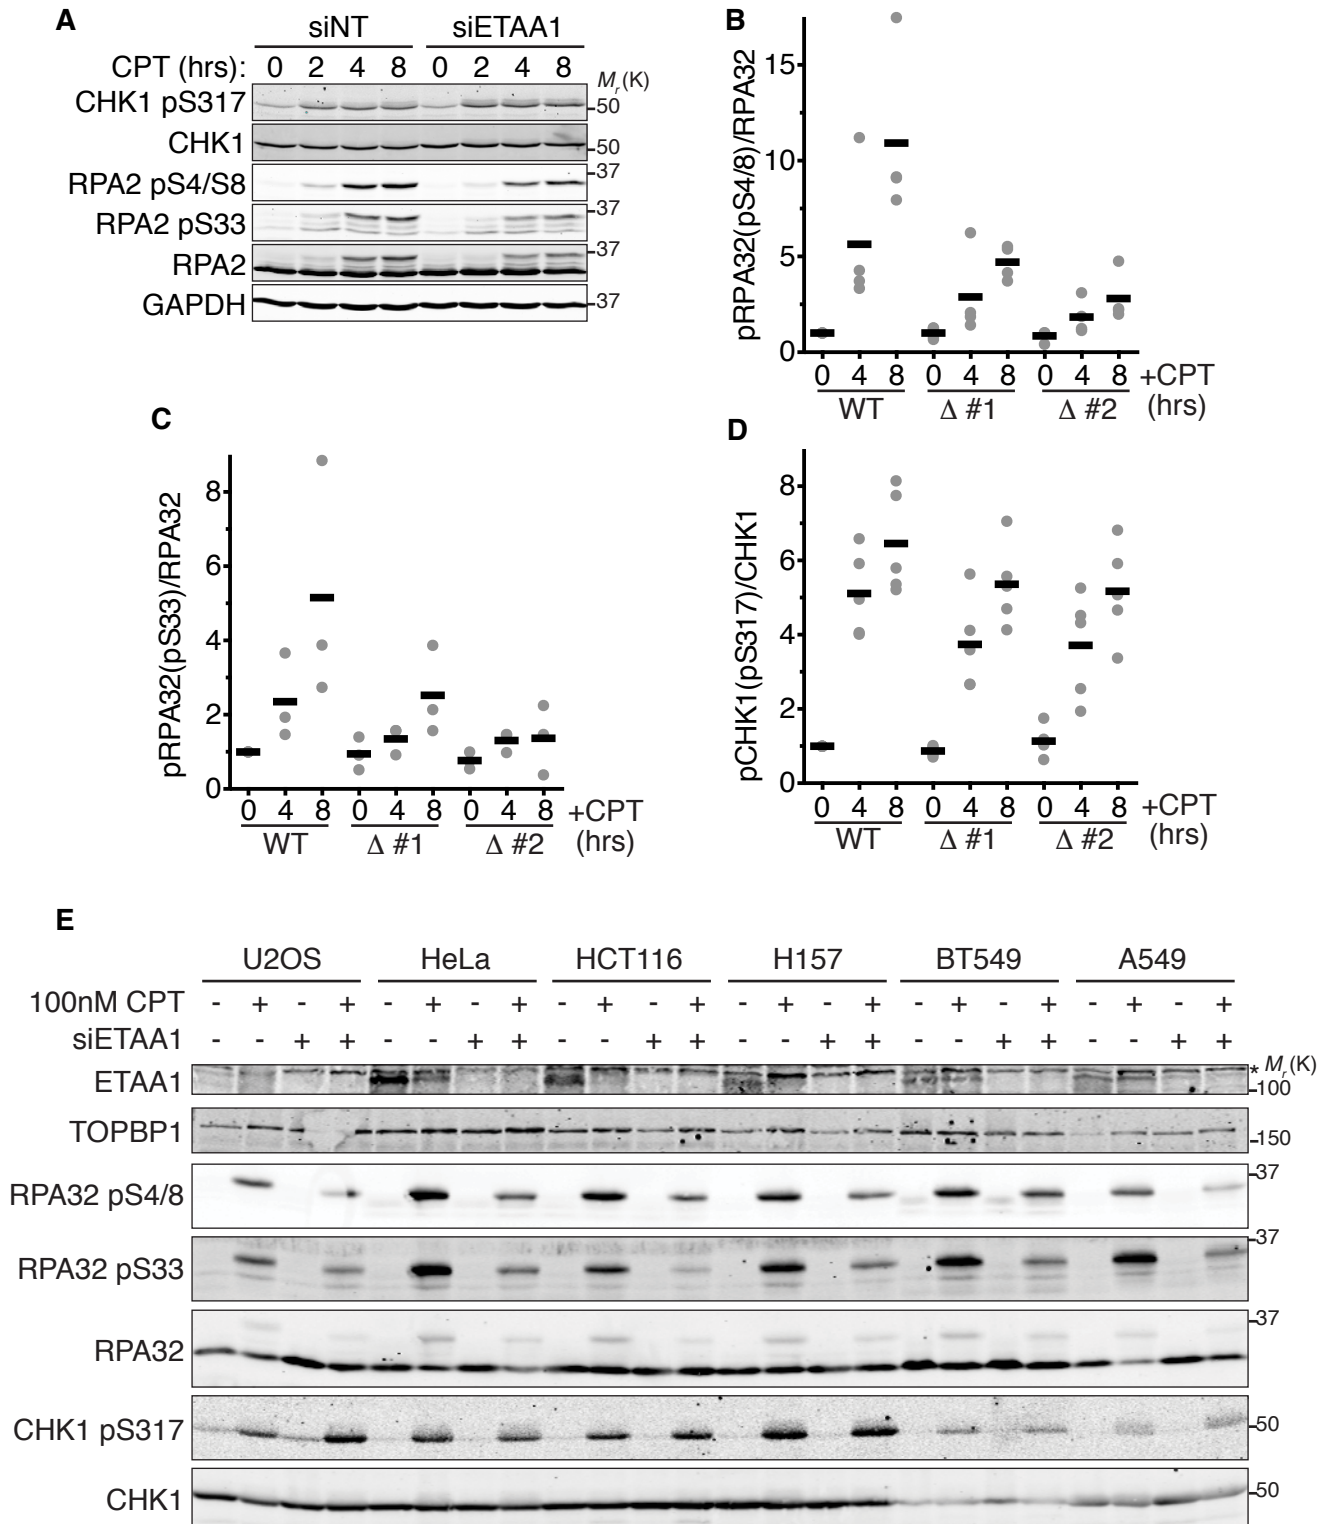 A
siNT siETAA1
CPT (hrs): 0 2 4 8 0 2 4 8 Mr(K)
CHK1 pS317 50
CHK1 50
RPA2 pS4/S8 37
RPA2 pS33 37
RPA2 37
GAPDH 37
B
pRPA32(pS4/8)/RPA32
15
10
5
0
0 4 8 0 4 8 0 4 8 +CPT
WT Δ #1 Δ #2 (hrs)
C
pRPA32(pS33)/RPA32
8
6
4
2
0
0 4 8 0 4 8 0 4 8 +CPT
WT Δ #1 Δ #2 (hrs)
D
pCHK1(pS317)/CHK1
8
6
4
2
0
0 4 8 0 4 8 0 4 8 +CPT
WT Δ #1 Δ #2 (hrs)
E
U2OS HeLa HCT116 H157 BT549 A549
100nM CPT - + - + - + - + - + - + - + - + - + - + - + - +
siETAA1 - - + + - - + + - - + + - - + + - - + + - - + +
ETAA1 * Mr(K)
100
TOPBP1 150
RPA32 pS4/8 37
RPA32 pS33 37
RPA32 37
CHK1 pS317 50
CHK1 50